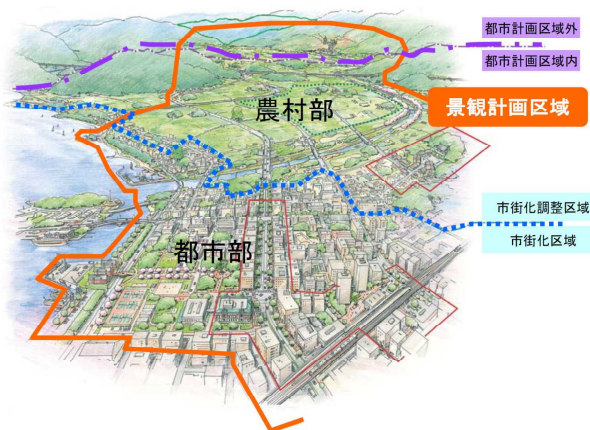 都市計画区域外
都市計画区域内
景観計画区域
農村部
市街化調整区域
市街化区域
都市部